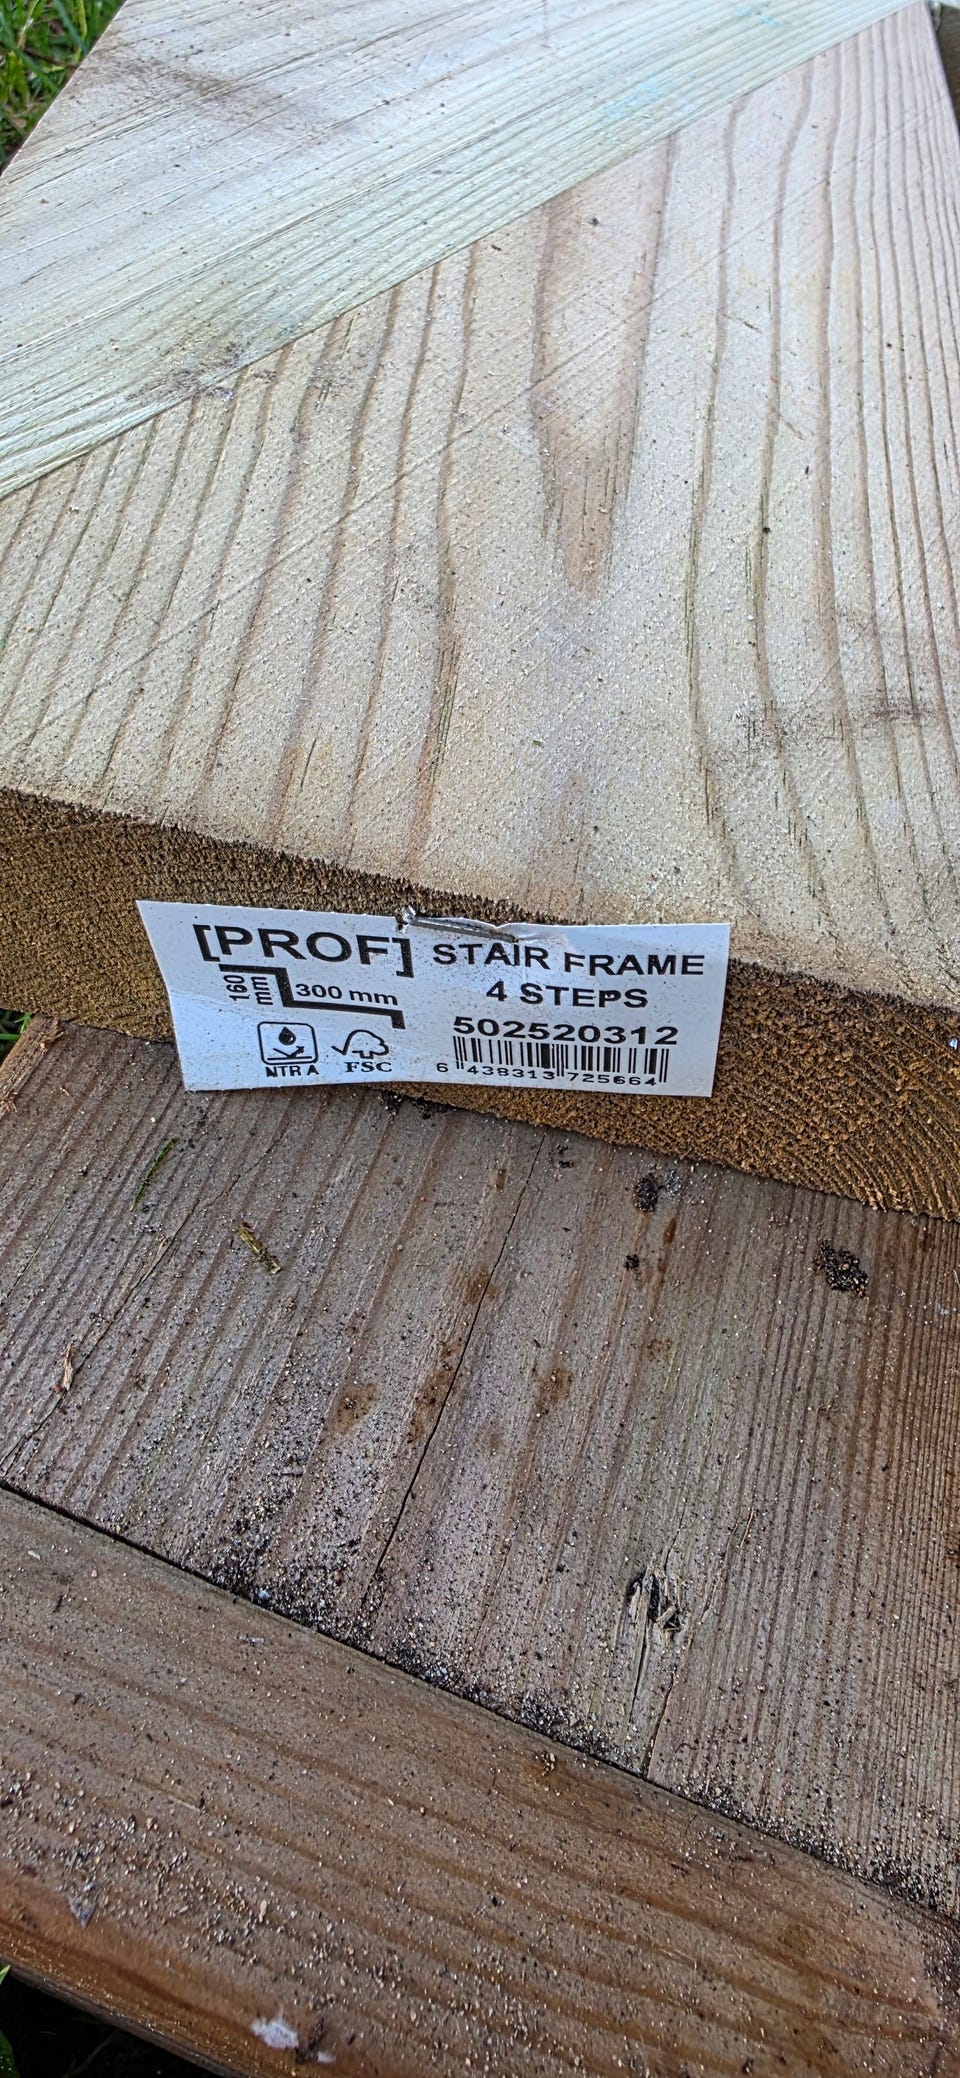 [PROF] STAIR FRAME
160 mm 300 mm 4 STEPS
502520312
NTR A FSC
6 438313 725664